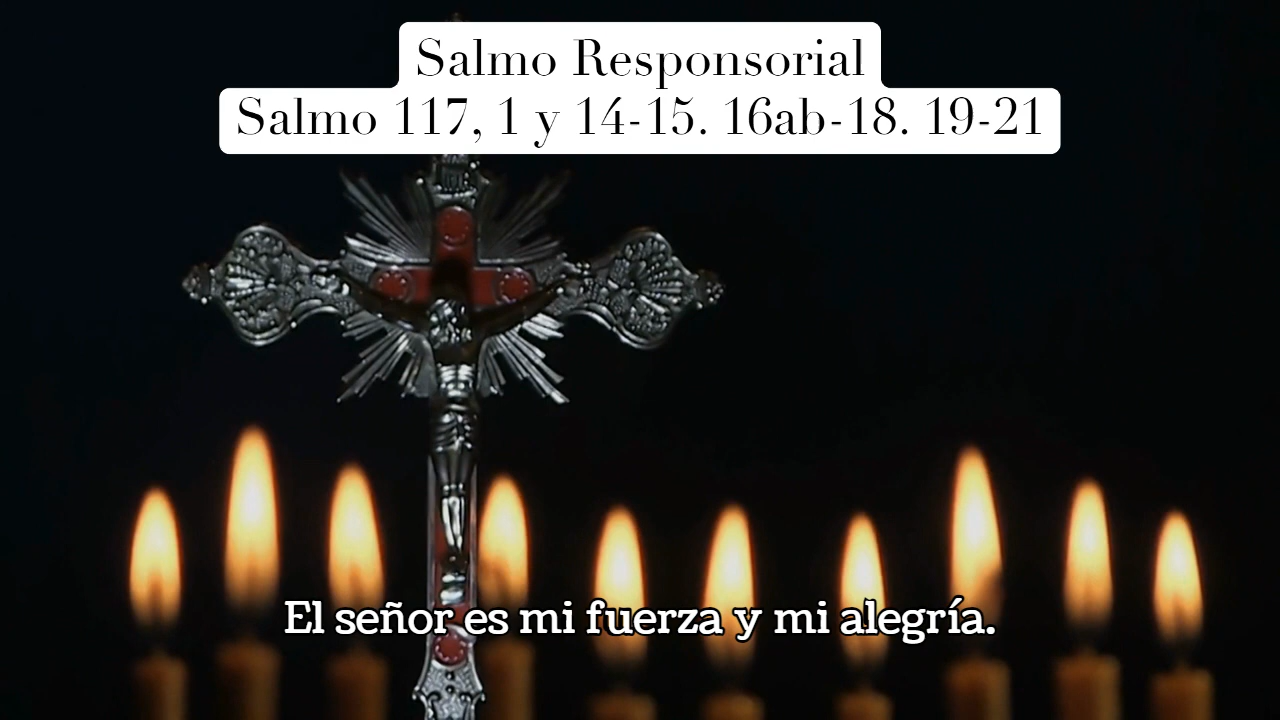 Salmo Responsorial
Salmo 117, 1 y 14-15. 16ab-18. 19-21
El señor es mi fuerza y mi alegría.